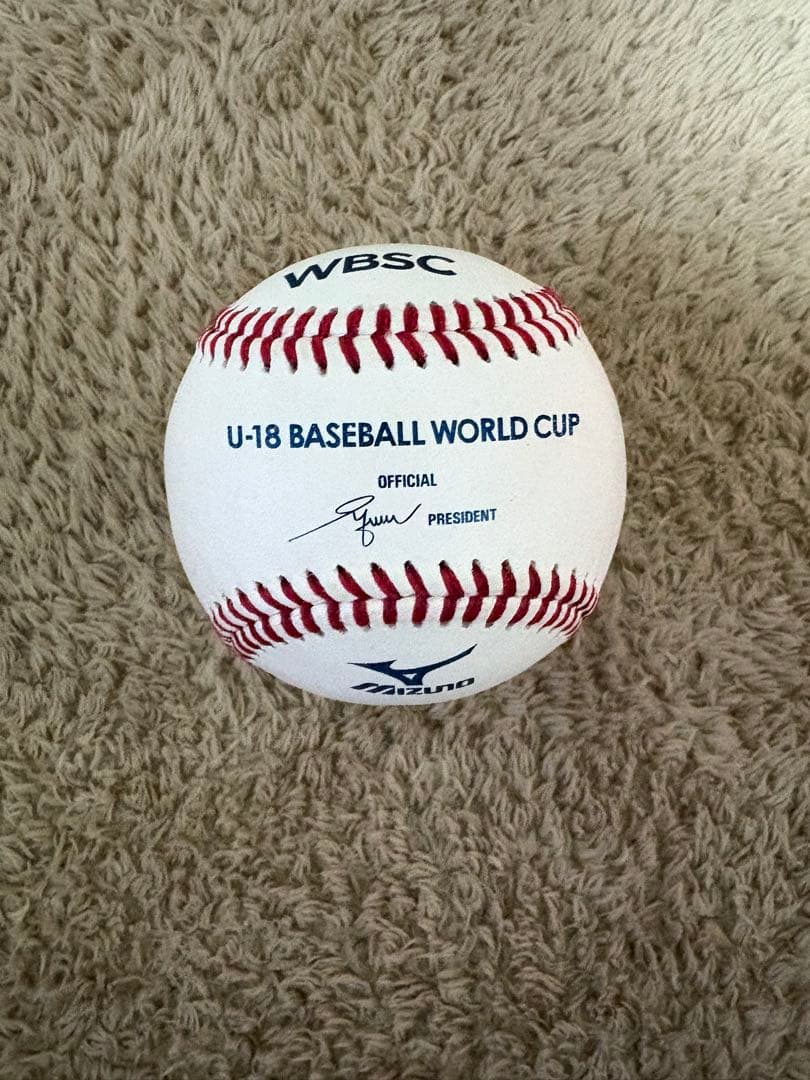 WBSC
U-18 BASEBALL WORLD CUP
OFFICIAL
PRESIDENT
MIZUNO